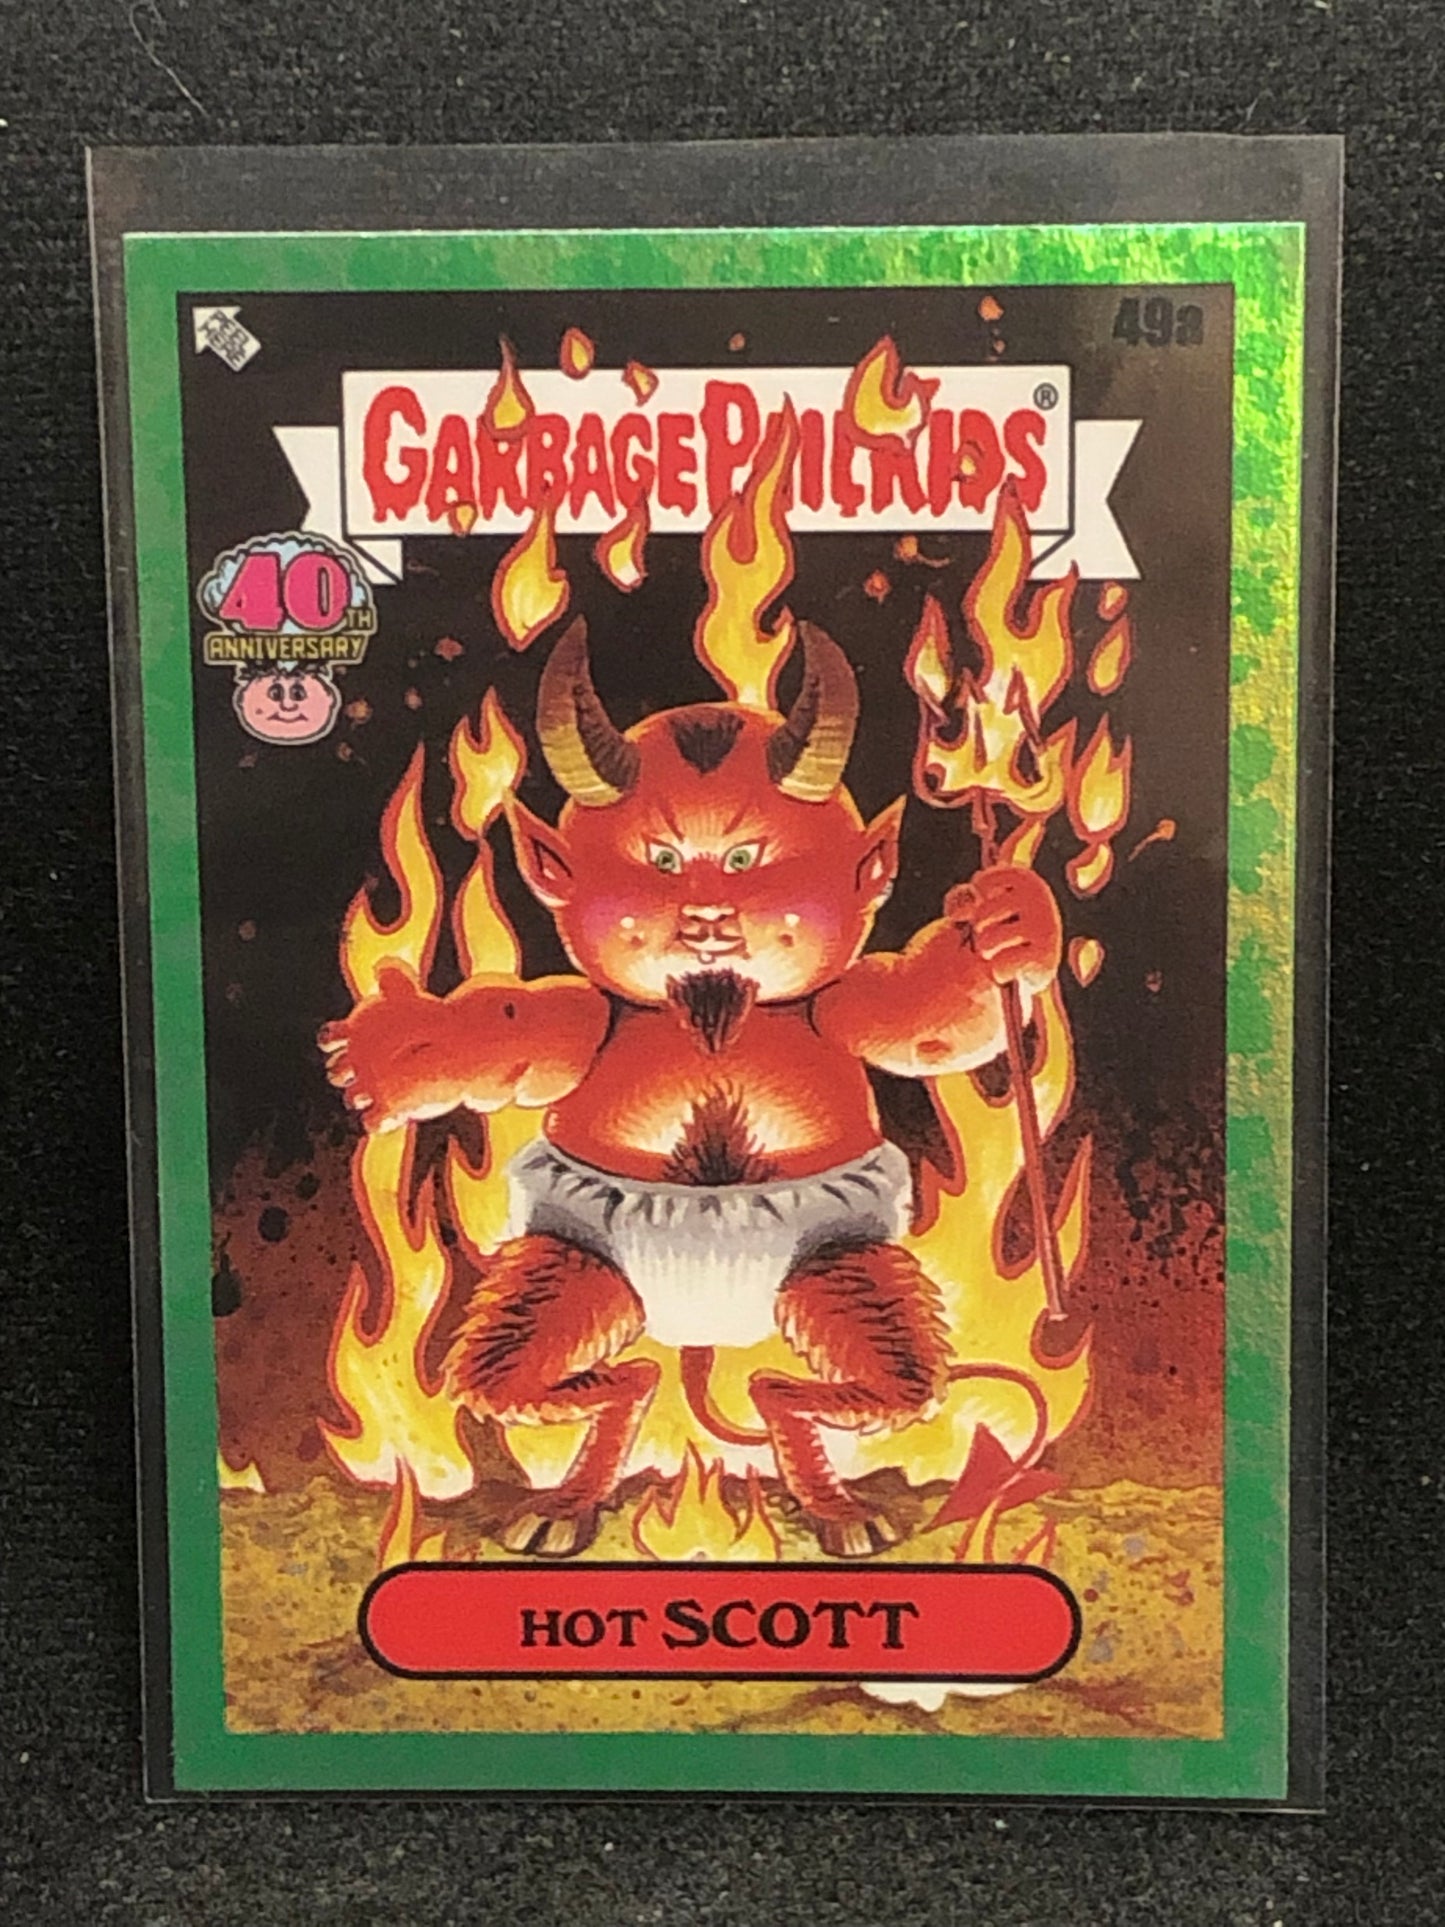 49a
GARBAGE PAIL KIDS®
40TH
ANNIVERSARY
HOT SCOTT